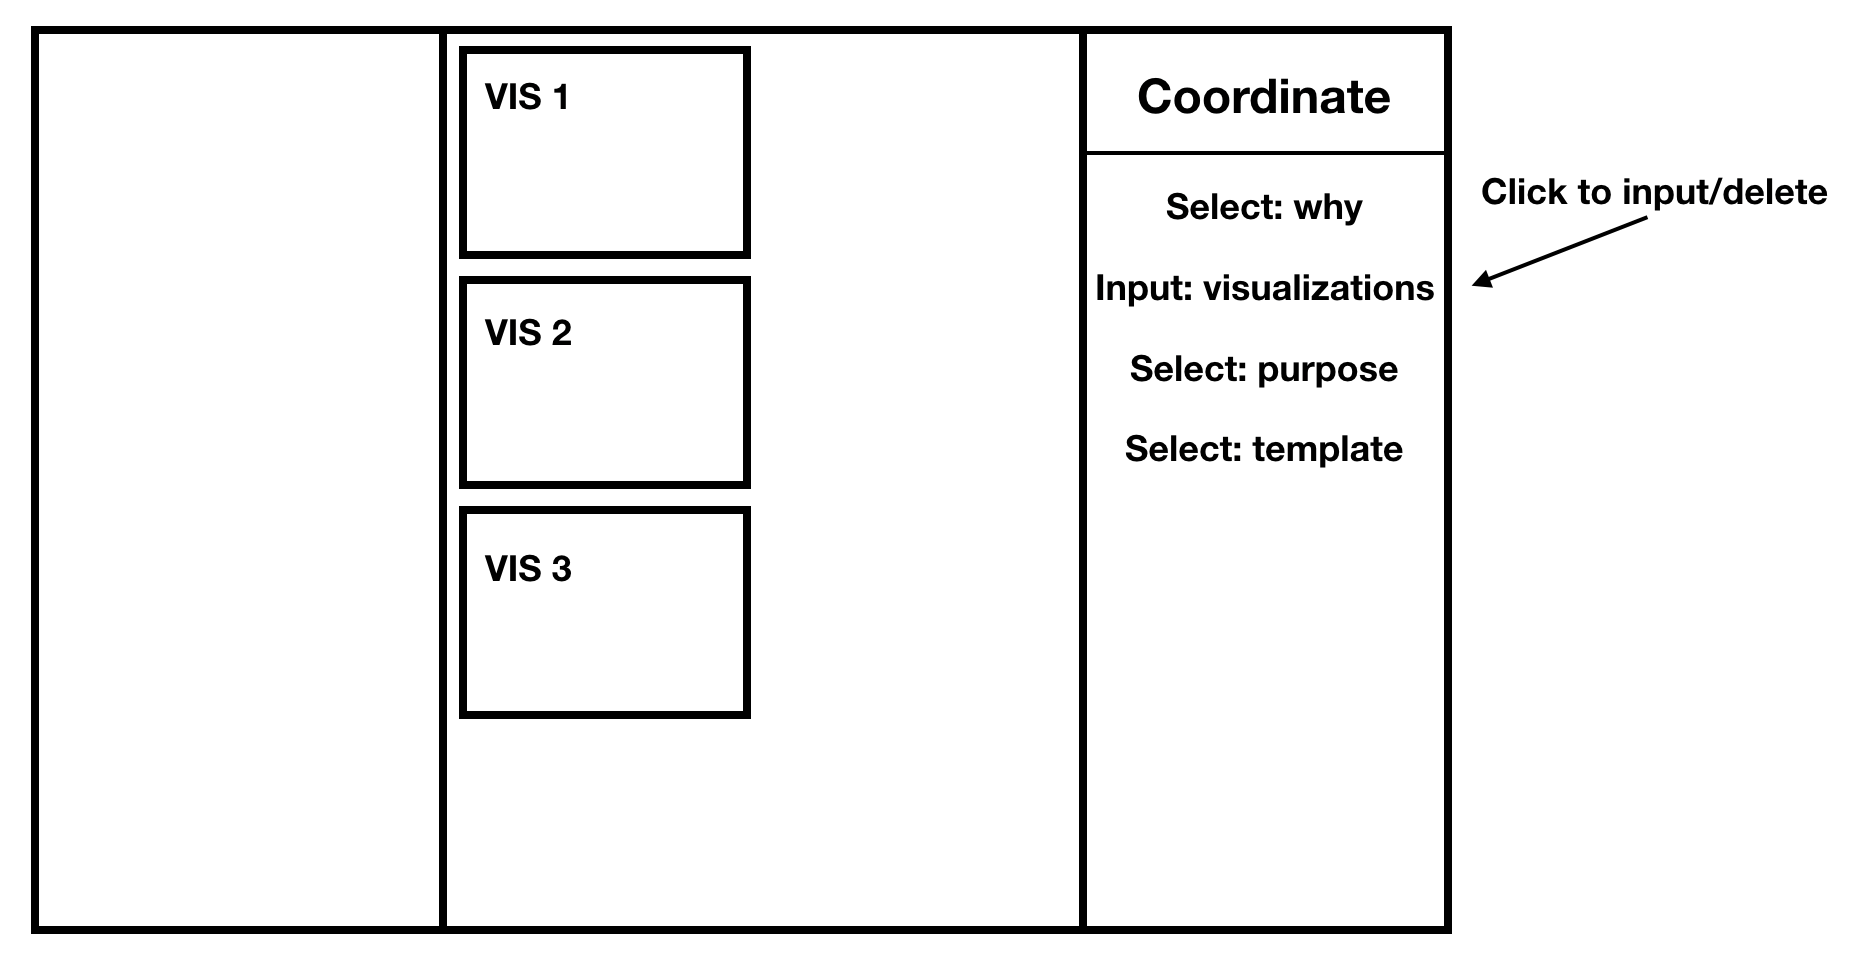 VIS 1
VIS 2
VIS 3
Coordinate
Select: why
Input: visualizations
Select: purpose
Select: template
Click to input/delete